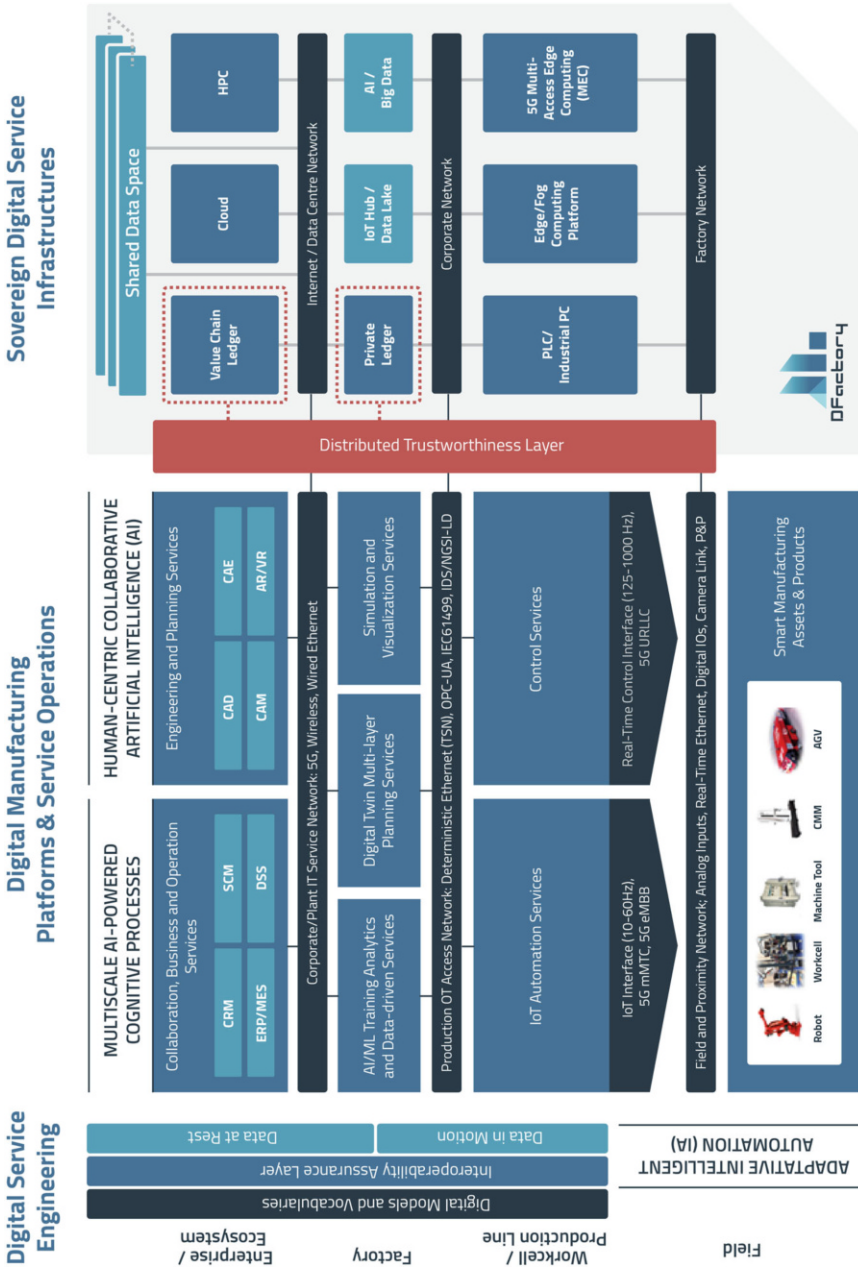 Digital Service
Engineering
Digital Manufacturing
Platforms & Service Operations
Sovereign Digital Service
Infrastructures
Enterprise /
Ecosystem
Factory
Workcell /
Production Line
Field
Digital Models and Vocabularies
Interoperability Assurance Layer
Data at Rest
Data in Motion
ADAPTATIVE INTELLIGENT
AUTOMATION (IA)
MULTISCALE AI-POWERED
COGNITIVE PROCESSES
HUMAN-CENTRIC COLLABORATIVE
ARTIFICIAL INTELLIGENCE (AI)
Collaboration, Business and Operation
Services
CRM
SCM
ERP/MES
DSS
Engineering and Planning Services
CAD
CAE
CAM
AR/VR
Corporate/Plant IT Service Network: 5G, Wireless, Wired Ethernet
AI/ML Training Analytics
and Data-driven Services
Digital Twin Multi-layer
Planning Services
Simulation and
Visualization Services
Production OT Access Network: Deterministic Ethernet (TSN), OPC-UA, IEC61499, IDS/NGSI-LD
IoT Automation Services
Control Services
IoT Interface (10-60Hz),
5G mMTC, 5G eMBB
Real-Time Control Interface (125-1000 Hz),
5G URLLC
Field and Proximity Network; Analog Inputs, Real-Time Ethernet, Digital IOs, Camera Link, P&P
Robot
Workcell
Machine Tool
CMM
AGV
Smart Manufacturing
Assets & Products
Distributed Trustworthiness Layer
Shared Data Space
Value Chain
Ledger
Cloud
HPC
Internet / Data Centre Network
Private
Ledger
IoT Hub /
Data Lake
AI /
Big Data
Corporate Network
PLC/
Industrial PC
Edge/Fog
Computing
Platform
5G Multi-
Access Edge
Computing
(MEC)
Factory Network
DFactory